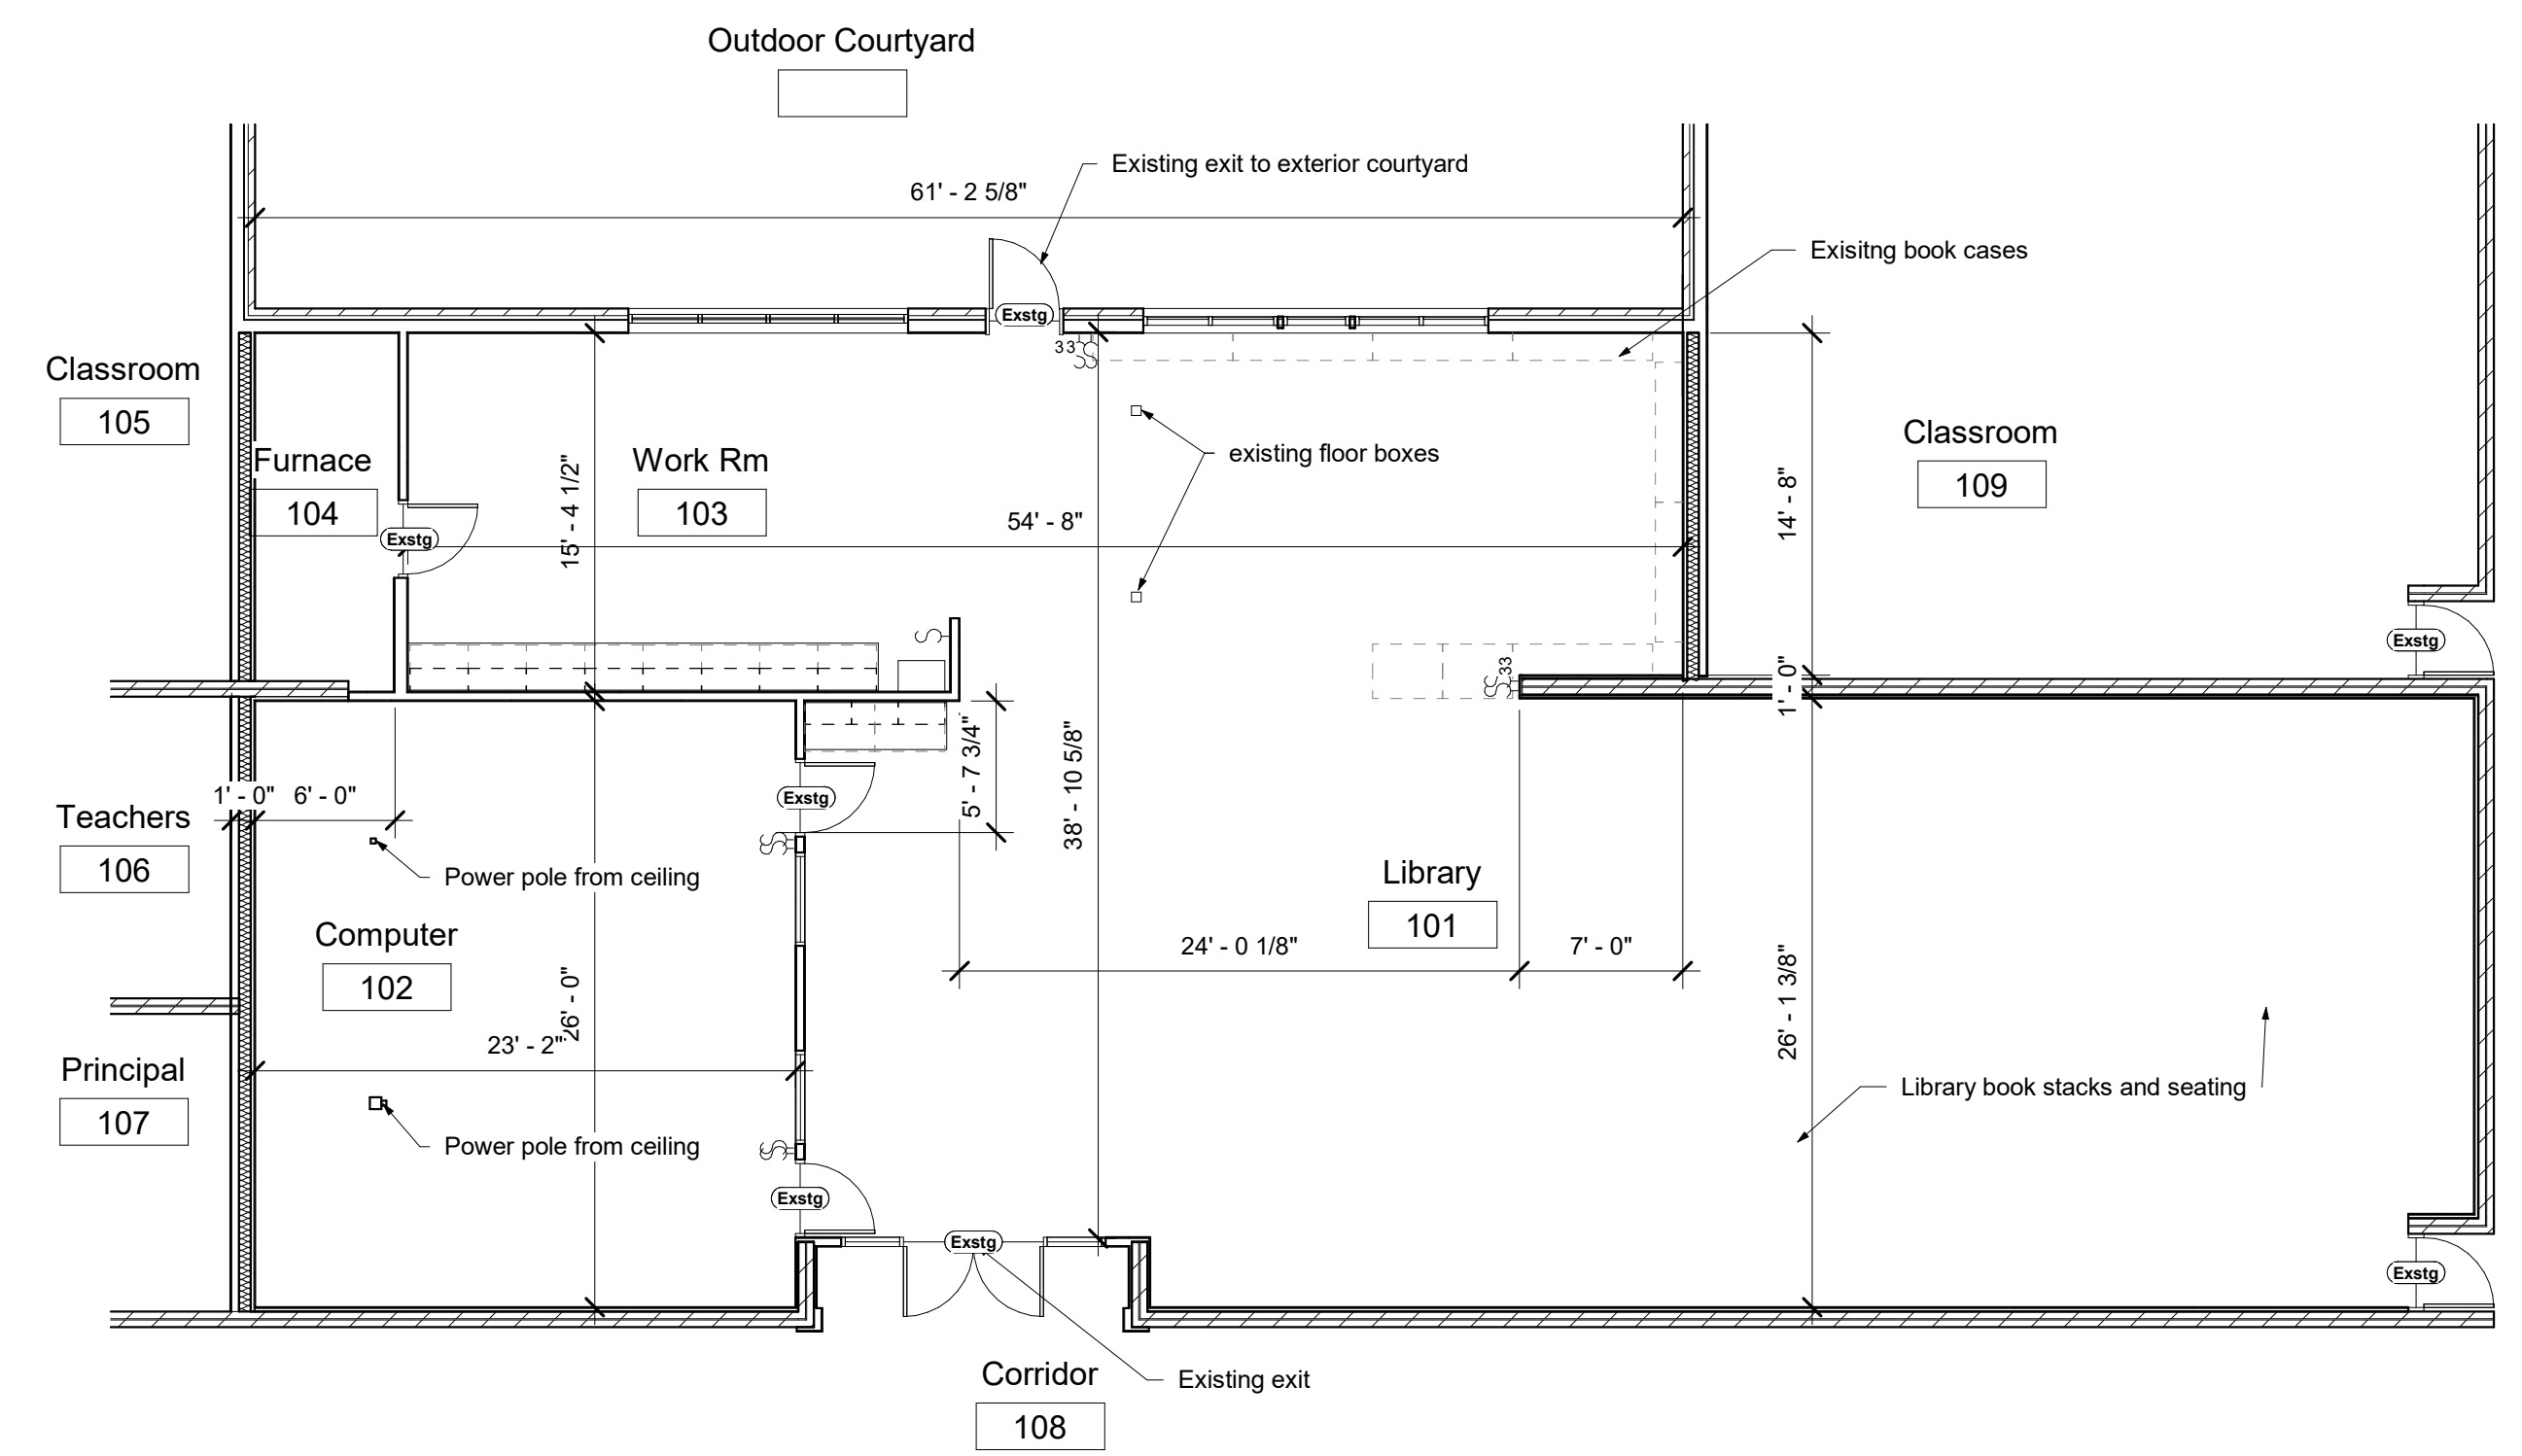 Outdoor Courtyard
Existing exit to exterior courtyard
61' - 2 5/8"
Exisitng book cases
Exstg
33
Classroom
105
Furnace
104
Work Rm
103
15' - 4 1/2"
existing floor boxes
Classroom
109
14' - 8"
54' - 8"
Exstg
Exstg
33
1' - 0"
5' - 7 3/4"
38' - 10 5/8"
1' - 0"
6' - 0"
Exstg
Teachers
106
Power pole from ceiling
Library
101
Computer
102
24' - 0 1/8"
7' - 0"
26' - 1 3/8"
26' - 0"
23' - 2"
Principal
107
Library book stacks and seating
Power pole from ceiling
Exstg
Exstg
Exstg
Corridor
108
Existing exit